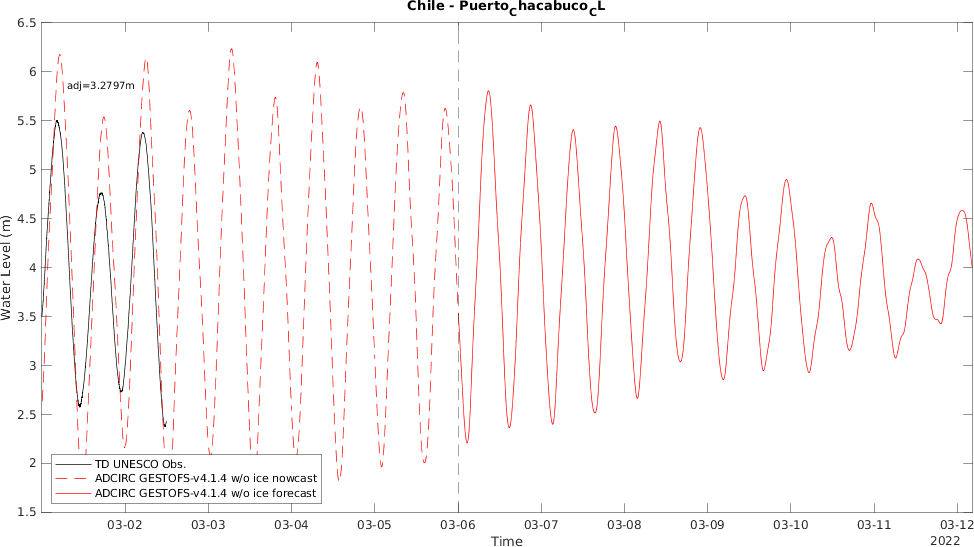 Chile - Puerto_Chacabuco_CL
6.5
6
5.5
5
4.5
4
3.5
3
2.5
2
1.5
Water Level (m)
adj=3.2797m
TD UNESCO Obs.
ADCIRC GESTOFS-v4.1.4 w/o ice nowcast
ADCIRC GESTOFS-v4.1.4 w/o ice forecast
03-02 03-03 03-04 03-05 03-06 03-07 03-08 03-09 03-10 03-11 03-12
Time
2022